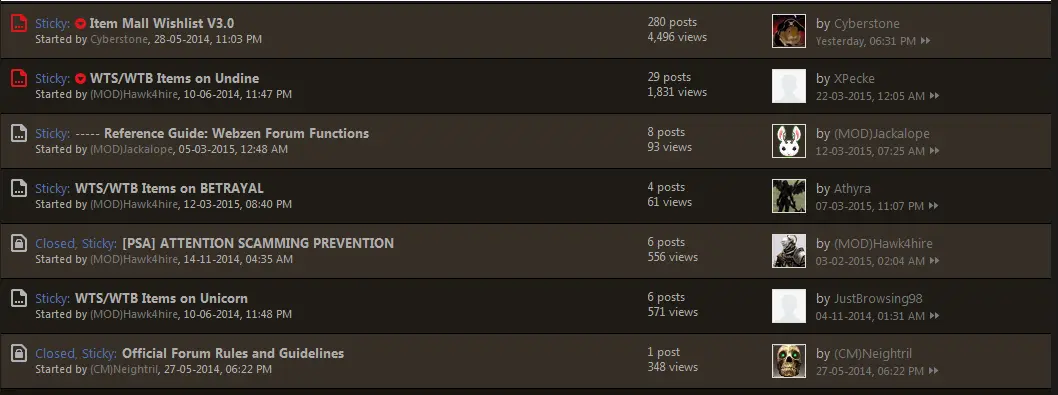 Sticky: Item Mall Wishlist V3.0
Started by Cyberstone, 28-05-2014, 11:03 PM
280 posts
4,496 views
by Cyberstone
Yesterday, 06:31 PM
Sticky: WTS/WTB Items on Undine
Started by (MOD)Hawk4hire, 10-06-2014, 11:47 PM
29 posts
1,831 views
by XPecke
22-03-2015, 12:05 AM
Sticky: ----- Reference Guide: Webzen Forum Functions
Started by (MOD)Jackalope, 05-03-2015, 12:48 AM
8 posts
93 views
by (MOD)Jackalope
12-03-2015, 07:25 AM
Sticky: WTS/WTB Items on BETRAYAL
Started by (MOD)Hawk4hire, 12-03-2015, 08:40 PM
4 posts
61 views
by Athyra
07-03-2015, 11:07 PM
Closed, Sticky: [PSA] ATTENTION SCAMMING PREVENTION
Started by (MOD)Hawk4hire, 14-11-2014, 04:35 AM
6 posts
556 views
by (MOD)Hawk4hire
03-02-2015, 02:04 AM
Sticky: WTS/WTB Items on Unicorn
Started by (MOD)Hawk4hire, 10-06-2014, 11:48 PM
6 posts
571 views
by JustBrowsing98
04-11-2014, 01:31 AM
Closed, Sticky: Official Forum Rules and Guidelines
Started by (CM)Neightril, 27-05-2014, 06:22 PM
1 post
348 views
by (CM)Neightril
27-05-2014, 06:22 PM